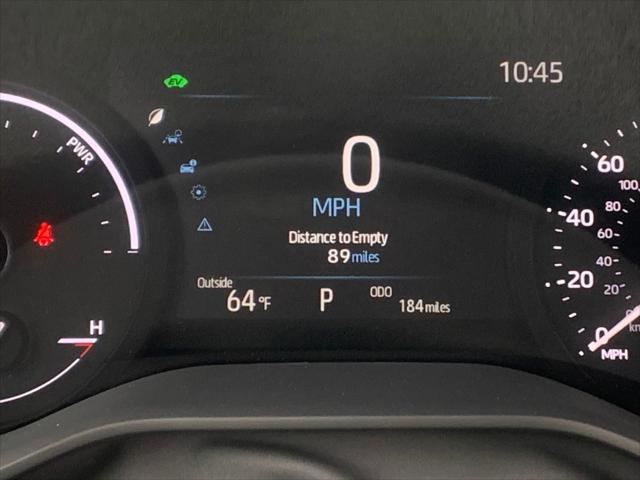 10:45
EV
PWR
0
MPH
Distance to Empty
89 miles
Outside
64°F
P
ODO
184 miles
H
60
40
20
0
MPH
100
80
60
40
20
0